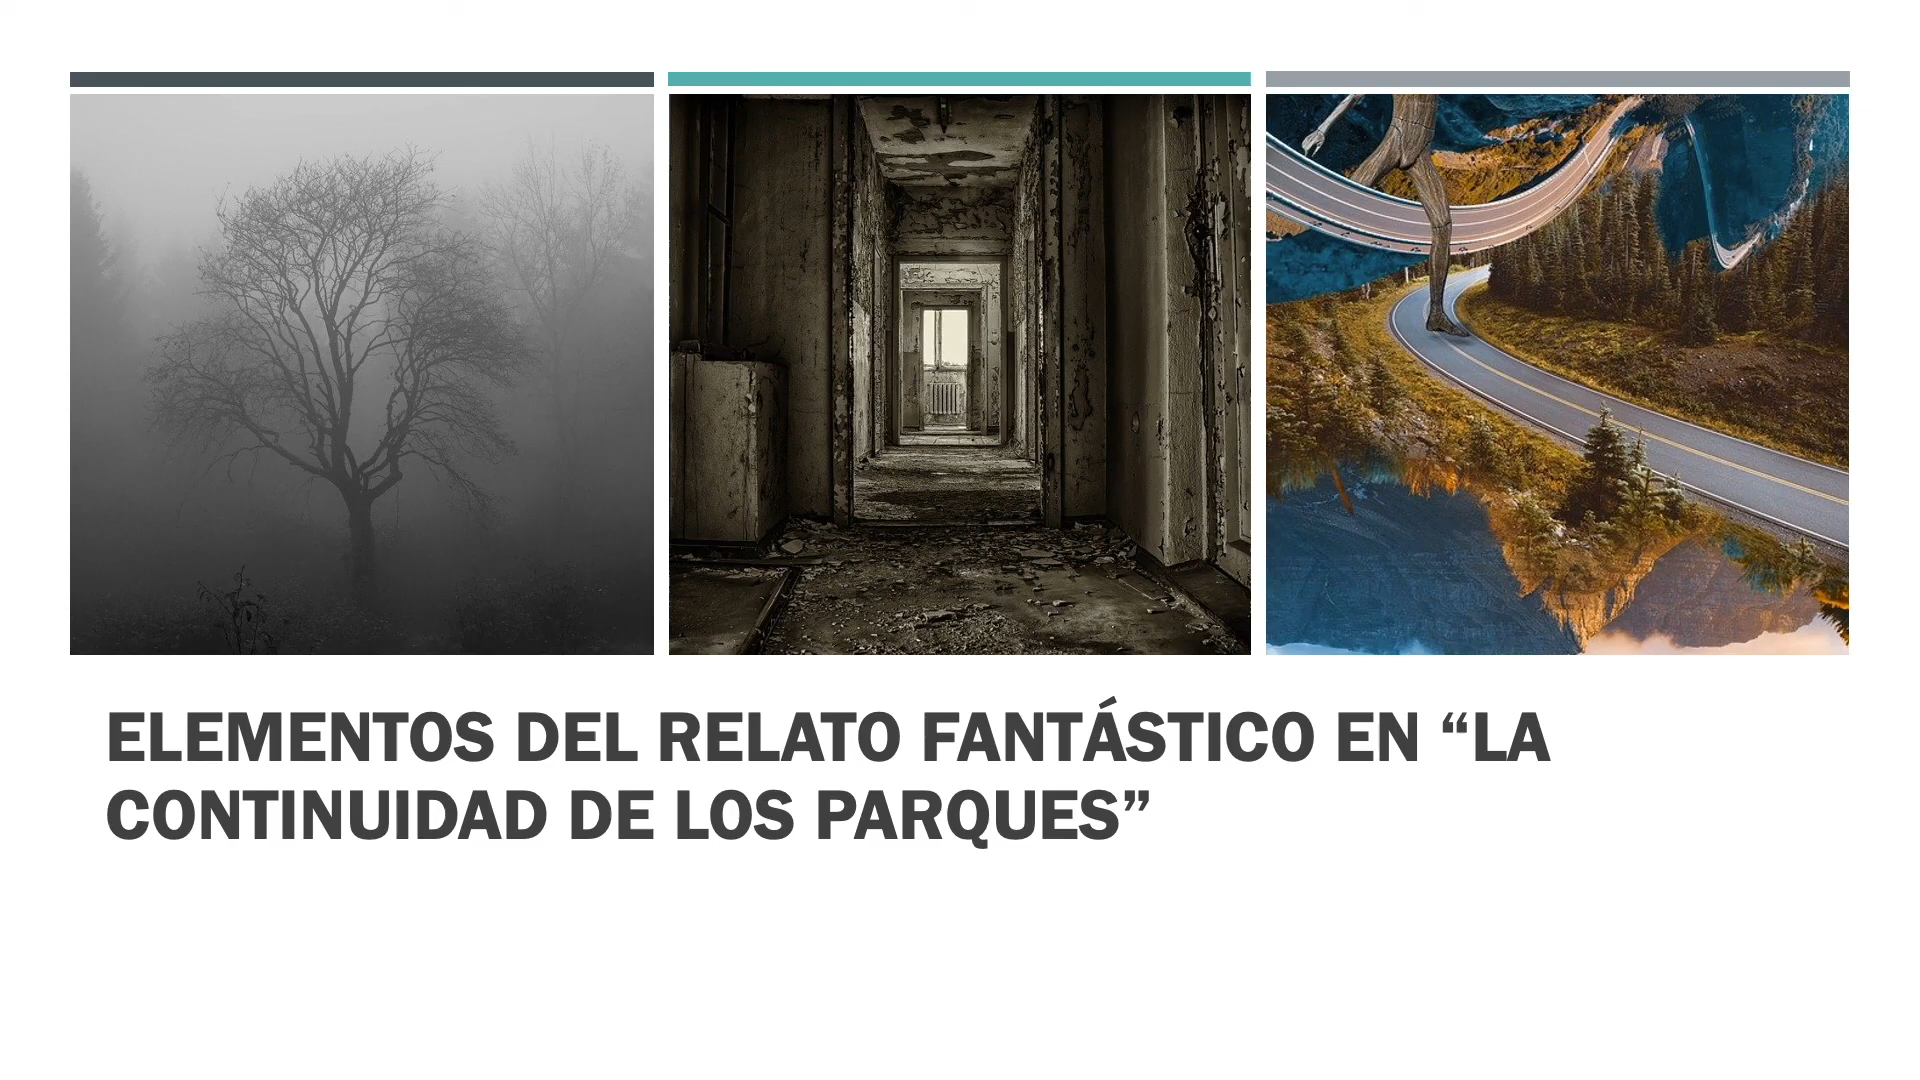 ELEMENTOS DEL RELATO FANTÁSTICO EN “LA
CONTINUIDAD DE LOS PARQUES”